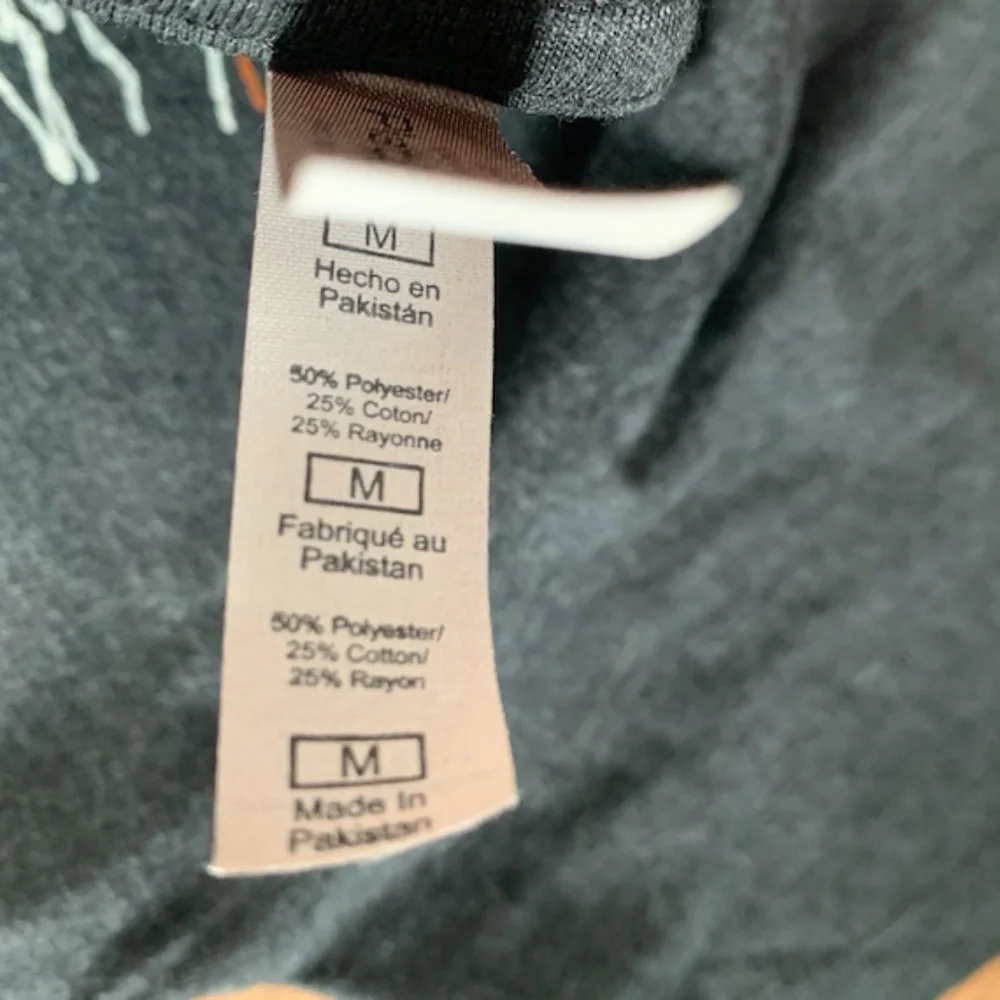 M
Hecho en
Pakistán
50% Polyester/
25% Coton/
25% Rayonne
M
Fabriqué au
Pakistan
50% Polyester/
25% Cotton/
25% Rayon
M
Made In
Pakistan